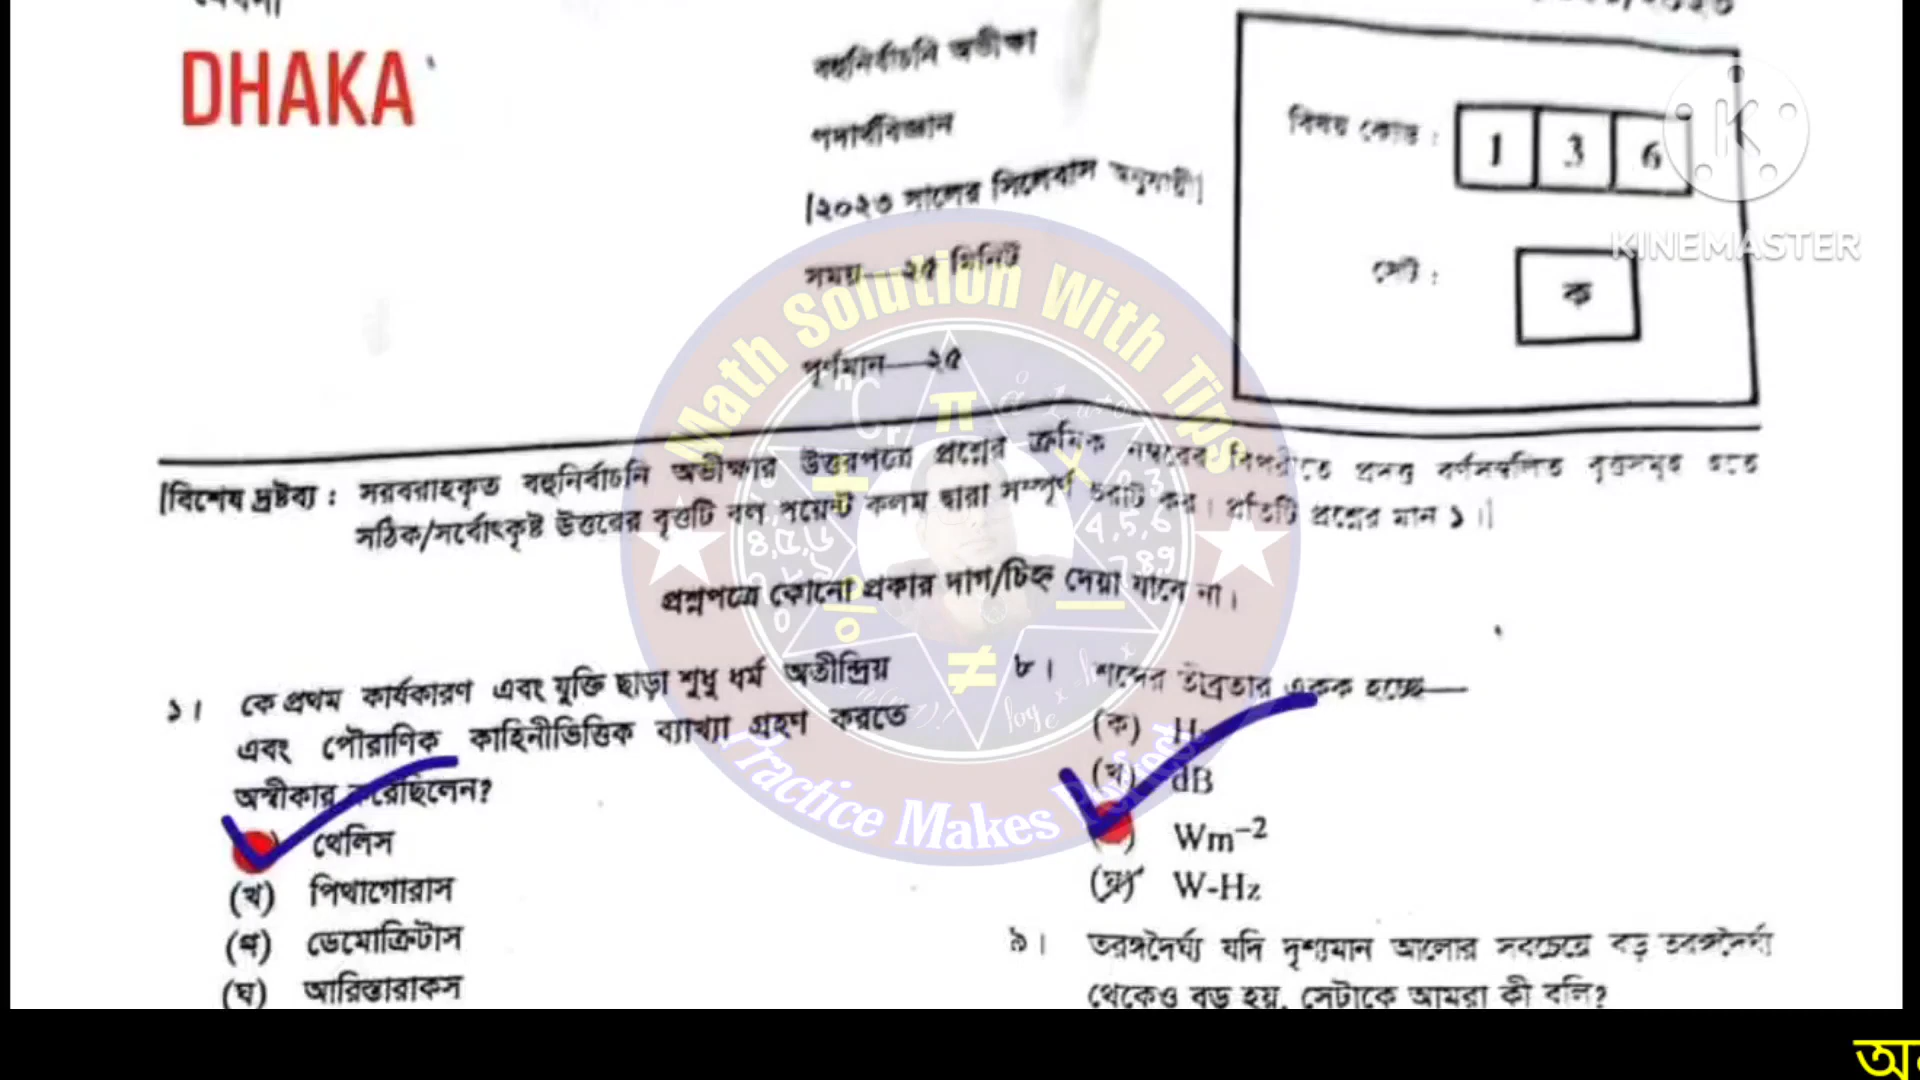 DHAKA
বহুনির্বাচনি অভীক্ষা
পদার্থবিজ্ঞান
[২০২৩ সালের সিলেবাস অনুযায়ী]
সময়—২৫ মিনিট
পূর্ণমান—২৫
বিষয় কোড : 1 3 6
সেট : ক
KINEMASTER
Math Solution With Tips
[বিশেষ দ্রষ্টব্য : সরবরাহকৃত বহুনির্বাচনি অভীক্ষার উত্তরপত্রে প্রশ্নের ক্রমিক নম্বরের বিপরীতে প্রদত্ত বর্ণসম্বলিত বৃত্তসমূহ হতে
সঠিক/সর্বোৎকৃষ্ট উত্তরের বৃত্তটি বল পয়েন্ট কলম দ্বারা সম্পূর্ণ ভরাট কর। প্রতিটি প্রশ্নের মান ১।]
প্রশ্নপত্রে কোনো প্রকার দাগ/চিহ্ন দেয়া যাবে না।
১। কে প্রথম কার্যকারণ এবং যুক্তি ছাড়া শুধু ধর্ম অতীন্দ্রিয়
এবং পৌরাণিক কাহিনীভিত্তিক ব্যাখ্যা গ্রহণ করতে
অস্বীকার করেছিলেন?
থেলিস
(খ) পিথাগোরাস
(গ) ডেমোক্রিটাস
(ঘ) আরিস্তারাকস
৮। শব্দের তীব্রতার একক হচ্ছে—
(ক)
(খ) dB
Wm⁻²
(ঘ) W-Hz
৯। তরঙ্গদৈর্ঘ্য যদি দৃশ্যমান আলোর সবচেয়ে বড় তরঙ্গদৈর্ঘ্য
থেকেও বড় হয়, সেটাকে আমরা কী বলি?
Practice Makes Perfect